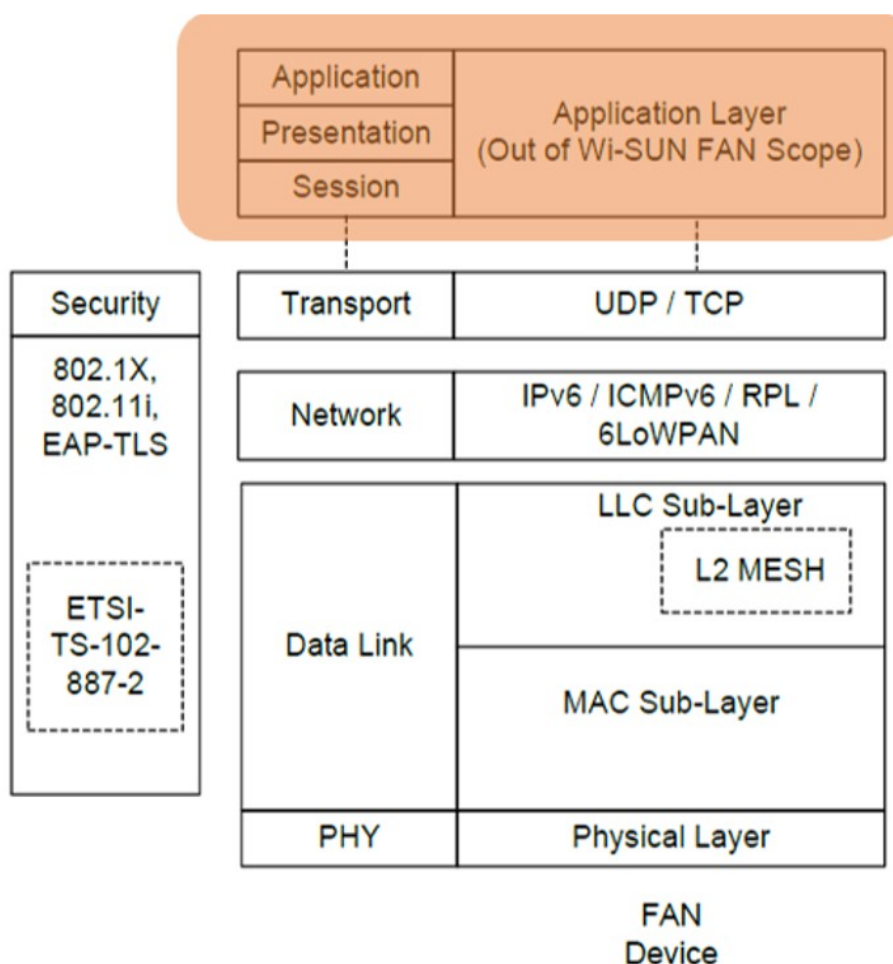 Application
Presentation
Session
Application Layer
(Out of Wi-SUN FAN Scope)
Security
802.1X,
802.11i,
EAP-TLS
ETSI-
TS-102-
887-2
Transport
UDP / TCP
Network
IPv6 / ICMPv6 / RPL /
6LoWPAN
Data Link
LLC Sub-Layer
L2 MESH
MAC Sub-Layer
PHY
Physical Layer
FAN
Device